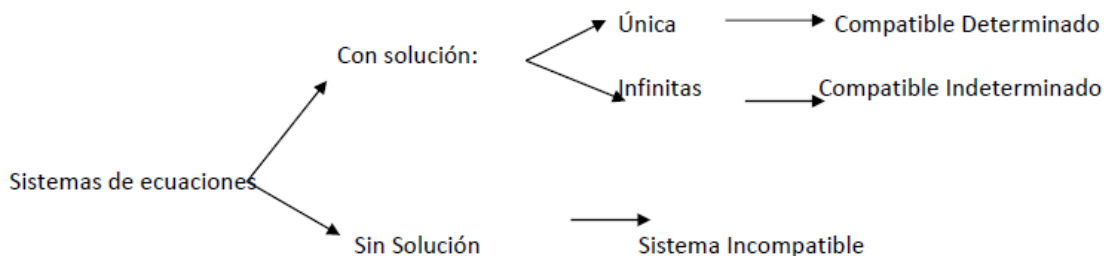 Única Compatible Determinado
Con solución:
Infinitas Compatible Indeterminado
Sistemas de ecuaciones
Sin Solución Sistema Incompatible